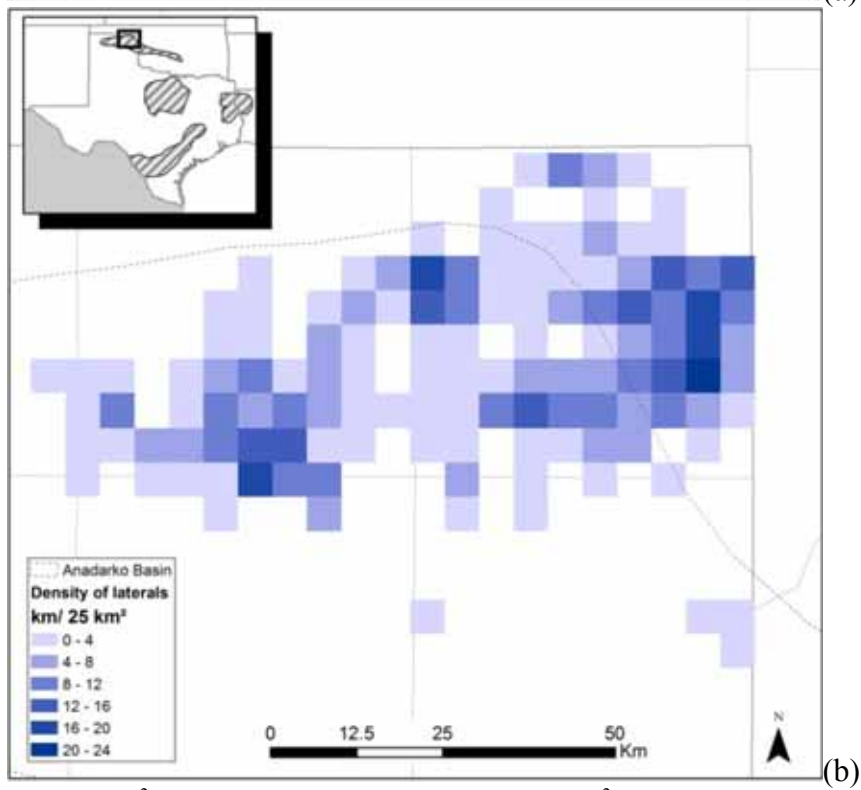 Anadarko Basin
Density of laterals
km/ 25 km²
0 - 4
4 - 8
8 - 12
12 - 16
16 - 20
20 - 24
0 12.5 25 50
Km
N
(b)